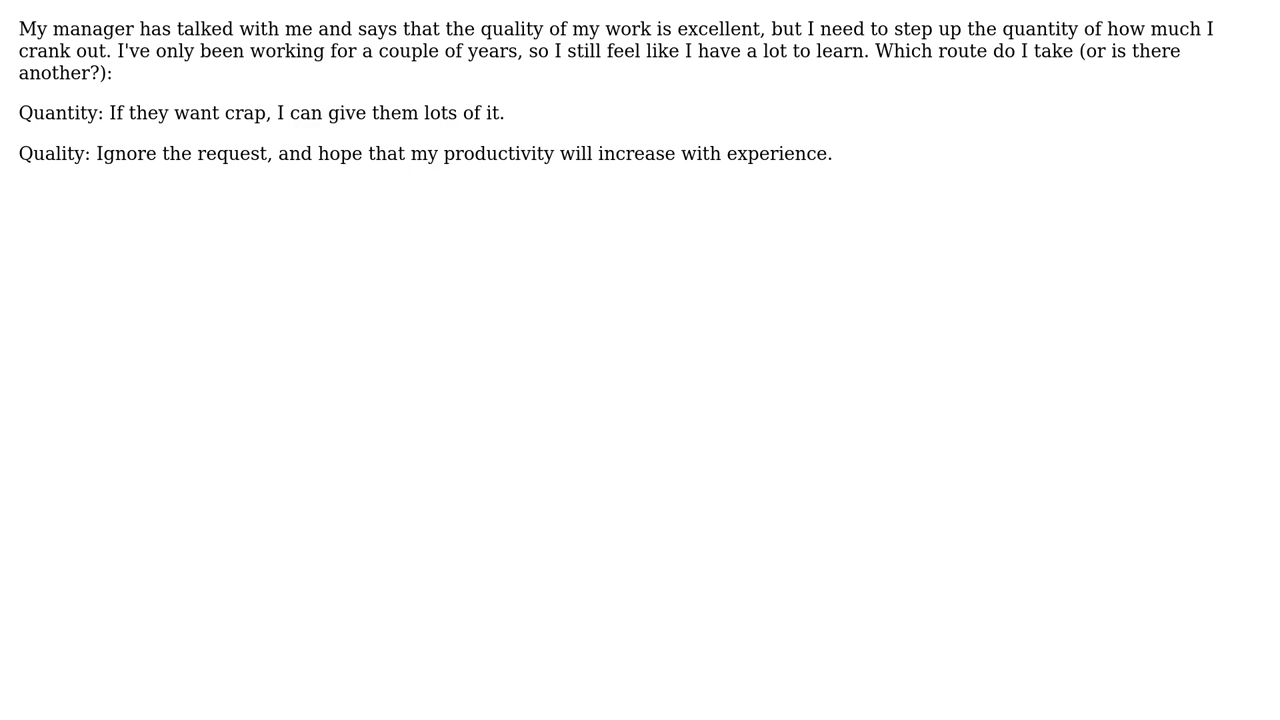 My manager has talked with me and says that the quality of my work is excellent, but I need to step up the quantity of how much I
crank out. I've only been working for a couple of years, so I still feel like I have a lot to learn. Which route do I take (or is there
another?):
Quantity: If they want crap, I can give them lots of it.
Quality: Ignore the request, and hope that my productivity will increase with experience.